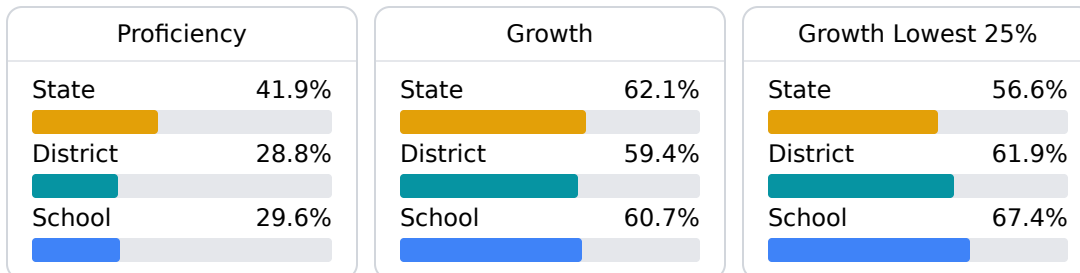 Proficiency
State 41.9%
District 28.8%
School 29.6%
Growth
State 62.1%
District 59.4%
School 60.7%
Growth Lowest 25%
State 56.6%
District 61.9%
School 67.4%